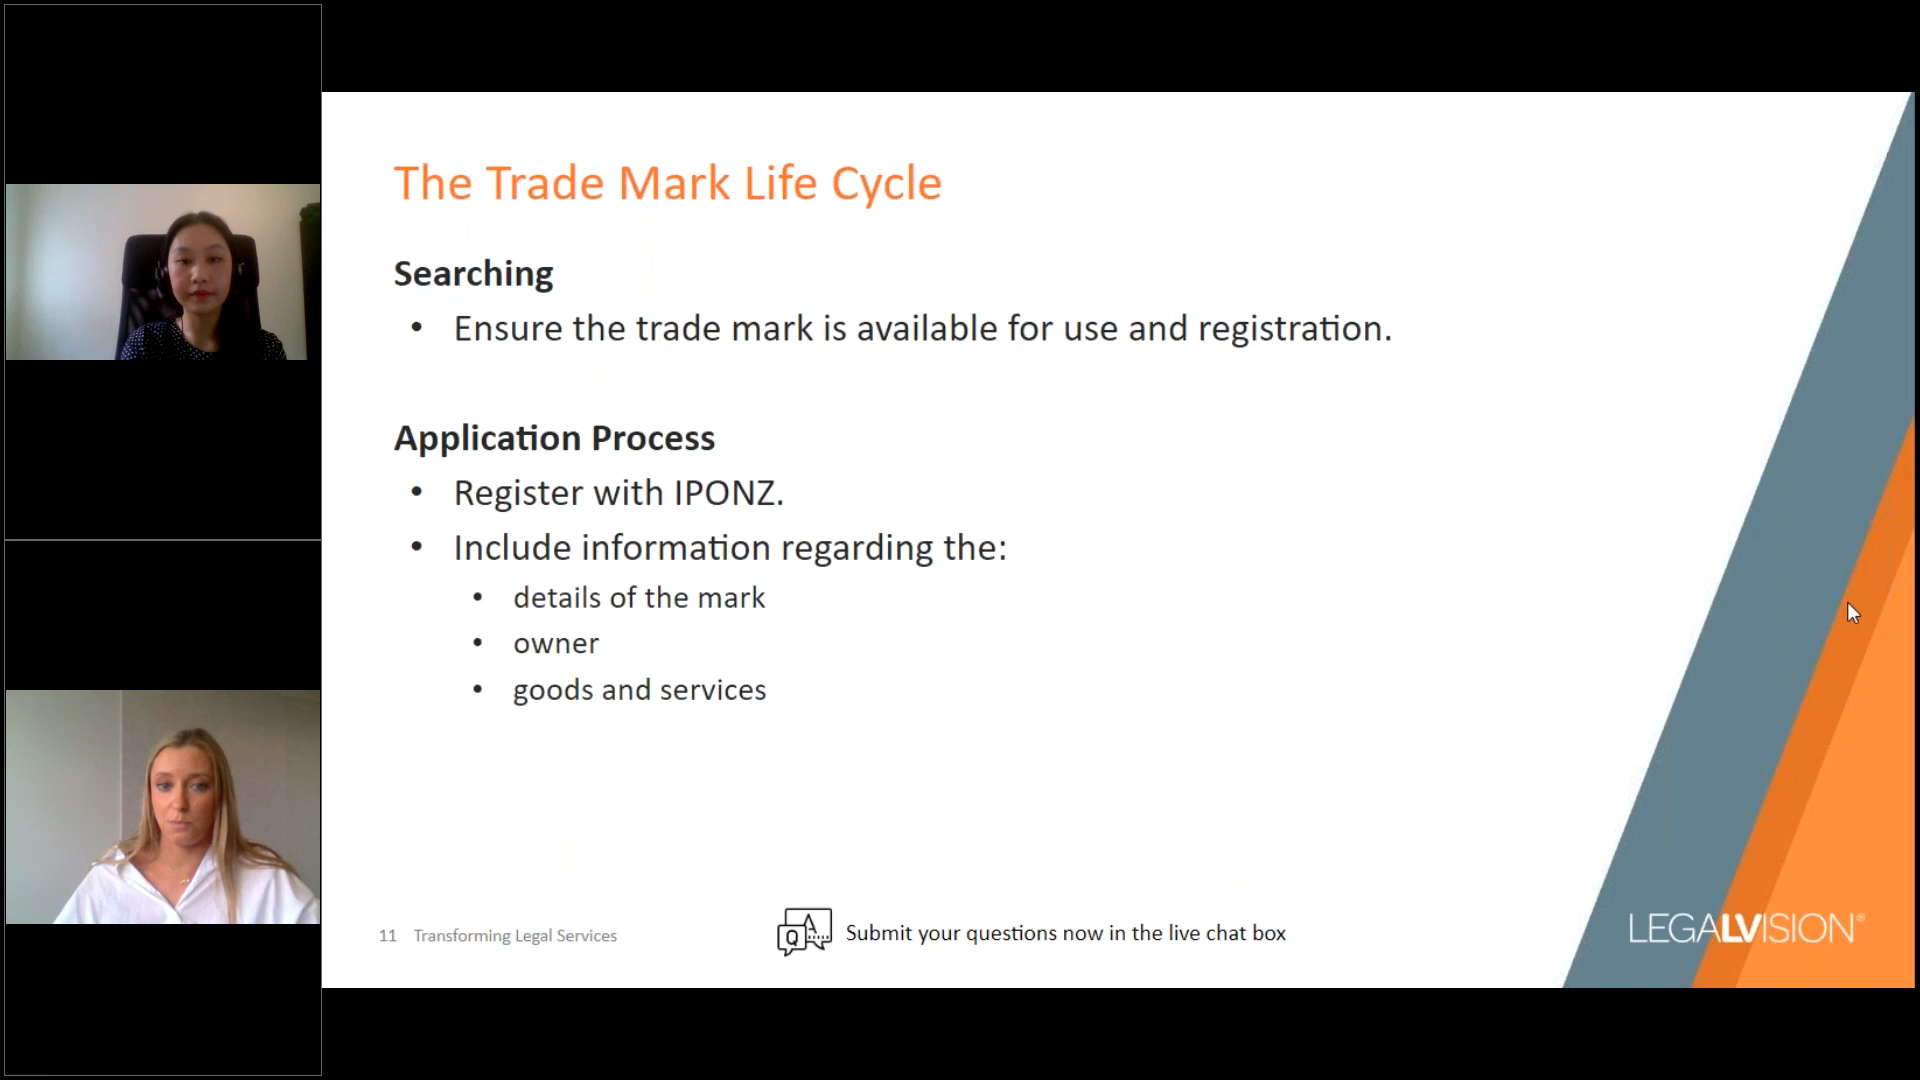 The Trade Mark Life Cycle
Searching
• Ensure the trade mark is available for use and registration.
Application Process
• Register with IPONZ.
• Include information regarding the:
• details of the mark
• owner
• goods and services
11 Transforming Legal Services
Q A
Submit your questions now in the live chat box
LEGALVISION®